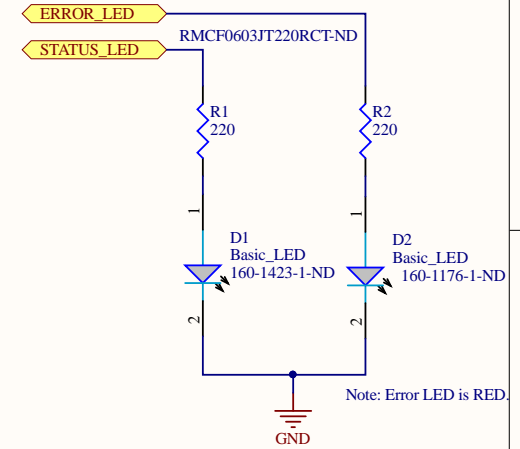 ERROR_LED
RMCF0603JT220RCT-ND
STATUS_LED
R1
220
R2
220
1
1
D1
Basic_LED
160-1423-1-ND
D2
Basic_LED
160-1176-1-ND
2
2
Note: Error LED is RED.
GND